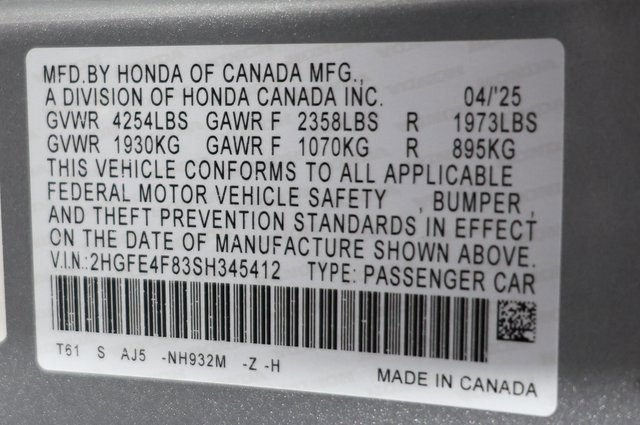 MFD.BY HONDA OF CANADA MFG.,
A DIVISION OF HONDA CANADA INC. 04/'25
GVWR 4254LBS GAWR F 2358LBS R 1973LBS
GVWR 1930KG GAWR F 1070KG R 895KG
THIS VEHICLE CONFORMS TO ALL APPLICABLE
FEDERAL MOTOR VEHICLE SAFETY , BUMPER ,
AND THEFT PREVENTION STANDARDS IN EFFECT
ON THE DATE OF MANUFACTURE SHOWN ABOVE.
V.I.N.:2HGFE4F83SH345412 TYPE: PASSENGER CAR
T61 S AJ5 -NH932M -Z -H
MADE IN CANADA